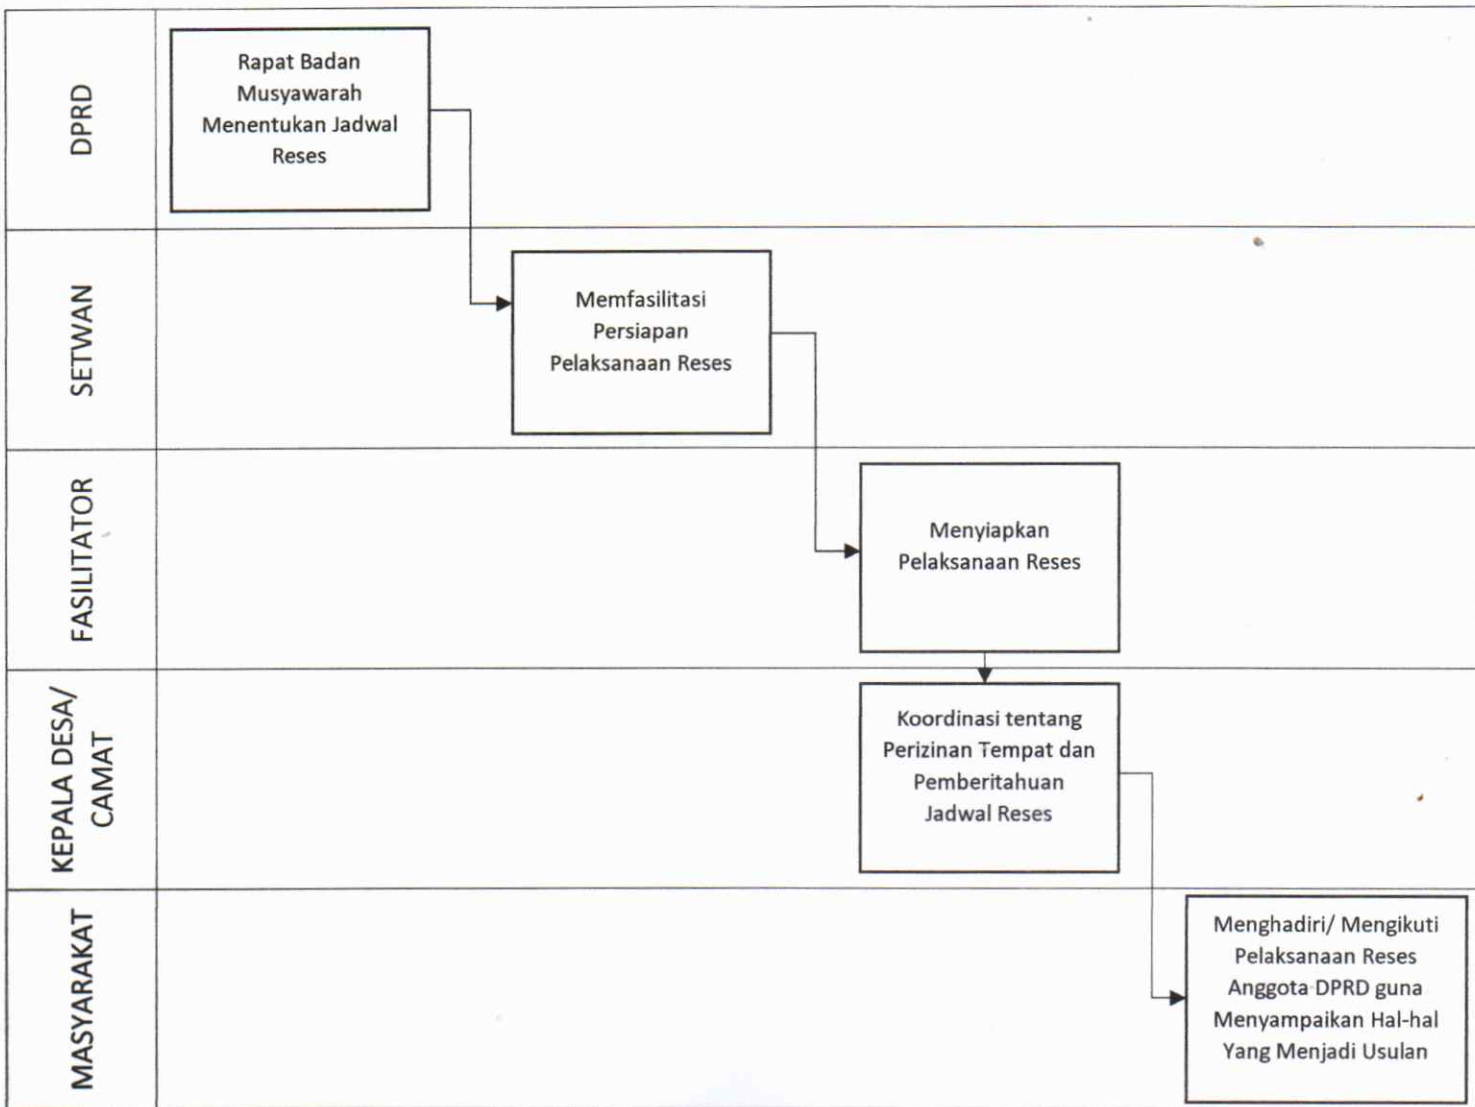 DPRD
Rapat Badan
Musyawarah
Menentukan Jadwal
Reses
SETWAN
Memfasilitasi
Persiapan
Pelaksanaan Reses
FASILITATOR
Menyiapkan
Pelaksanaan Reses
KEPALA DESA/
CAMAT
Koordinasi tentang
Perizinan Tempat dan
Pemberitahuan
Jadwal Reses
MASYARAKAT
Menghadiri/ Mengikuti
Pelaksanaan Reses
Anggota DPRD guna
Menyampaikan Hal-hal
Yang Menjadi Usulan